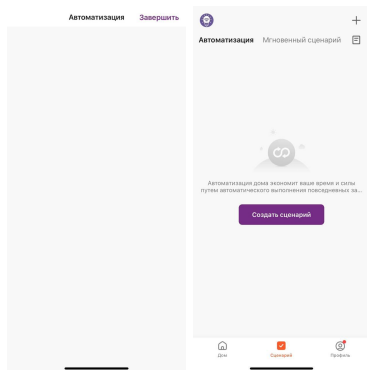 Автоматизация Завершить
Автоматизация Мгновенный сценарий
Автоматизация дома экономит ваше время и силы
путем автоматического выполнения повседневных за...
Создать сценарий
Дом Сценарий Профиль